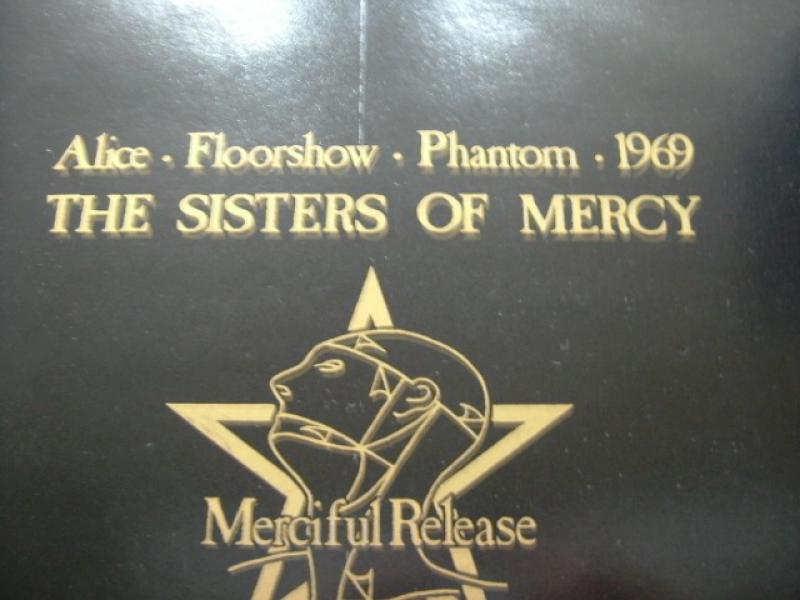 Alice · Floorshow · Phantom · 1969
THE SISTERS OF MERCY
Merciful Release